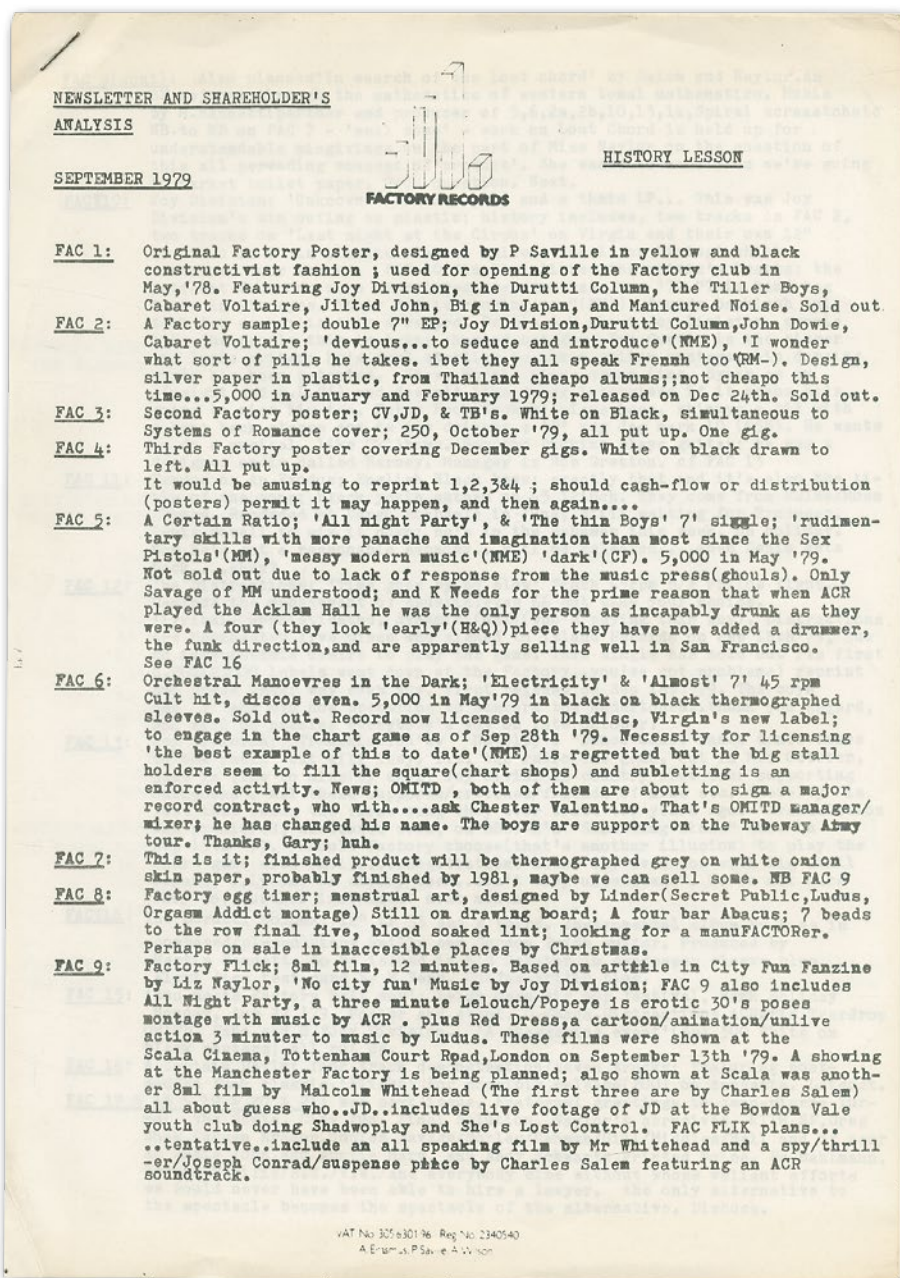 NEWSLETTER AND SHAREHOLDER'S
ANALYSIS
HISTORY LESSON
SEPTEMBER 1979
FACTORY RECORDS
FAC 1: Original Factory Poster, designed by P Saville in yellow and black
constructivist fashion ; used for opening of the Factory club in
May,'78. Featuring Joy Division, the Durutti Column, the Tiller Boys,
Cabaret Voltaire, Jilted John, Big in Japan, and Manicured Noise. Sold out.
FAC 2: A Factory sample; double 7" EP; Joy Division,Durutti Column,John Dowie,
Cabaret Voltaire; 'devious...to seduce and introduce'(NME), 'I wonder
what sort of pills he takes. ibet they all speak Frennh too'(RM-). Design,
silver paper in plastic, from Thailand cheapo albums;;not cheapo this
time...5,000 in January and February 1979; released on Dec 24th. Sold out.
FAC 3: Second Factory poster; CV,JD, & TB's. White on Black, simultaneous to
Systems of Romance cover; 250, October '79, all put up. One gig.
FAC 4: Thirds Factory poster covering December gigs. White on black drawn to
left. All put up.
It would be amusing to reprint 1,2,3&4 ; should cash-flow or distribution
(posters) permit it may happen, and then again....
FAC 5: A Certain Ratio; 'All night Party', & 'The thin Boys' 7' single; 'rudimen-
tary skills with more panache and imagination than most since the Sex
Pistols'(MM), 'messy modern music'(NME) 'dark'(CF). 5,000 in May '79.
Not sold out due to lack of response from the music press(ghouls). Only
Savage of MM understood; and K Needs for the prime reason that when ACR
played the Acklam Hall he was the only person as incapably drunk as they
were. A four (they look 'early'(H&Q))piece they have now added a drummer,
the funk direction,and are apparently selling well in San Francisco.
See FAC 16
FAC 6: Orchestral Manoevres in the Dark; 'Electricity' & 'Almost' 7' 45 rpm
Cult hit, discos even. 5,000 in May'79 in black on black thermographed
sleeves. Sold out. Record now licensed to Dindisc, Virgin's new label;
to engage in the chart game as of Sep 28th '79. Necessity for licensing
'the best example of this to date'(NME) is regretted but the big stall
holders seem to fill the square(chart shops) and subletting is an
enforced activity. News; OMITD , both of them are about to sign a major
record contract, who with....ask Chester Valentino. That's OMITD manager/
mixer; he has changed his name. The boys are support on the Tubeway Army
tour. Thanks, Gary; huh.
FAC 7: This is it; finished product will be thermographed grey on white onion
skin paper, probably finished by 1981, maybe we can sell some. NB FAC 9
FAC 8: Factory egg timer; menstrual art, designed by Linder(Secret Public,Ludus,
Orgasm Addict montage) Still on drawing board; A four bar Abacus; 7 beads
to the row final five, blood soaked lint; looking for a manuFACTORer.
Perhaps on sale in inaccesible places by Christmas.
FAC 9: Factory Flick; 8ml film, 12 minutes. Based on in City Fun Fanzine
by Liz Naylor, 'No city fun' Music by Joy Division; FAC 9 also includes
All Night Party, a three minute Lelouch/Popeye is erotic 30's poses
montage with music by ACR . plus Red Dress,a cartoon/animation/unlive
action 3 minuter to music by Ludus. These films were shown at the
Scala Cinema, Tottenham Court Road,London on September 13th '79. A showing
at the Manchester Factory is being planned; also shown at Scala was anoth-
er 8ml film by Malcolm Whitehead (The first three are by Charles Salem)
all about guess who..JD..includes live footage of JD at the Bowdon Vale
youth club doing Shadwoplay and She's Lost Control. FAC FLIK plans...
..tentative..include an all speaking film by Mr Whitehead and a spy/thrill
-er/Joseph Conrad/suspense by Charles Salem featuring an ACR
soundtrack.
VAT No. 305 6301 96 Reg No. 2340540
A. Erasmus, P. Saville, A. Wilson